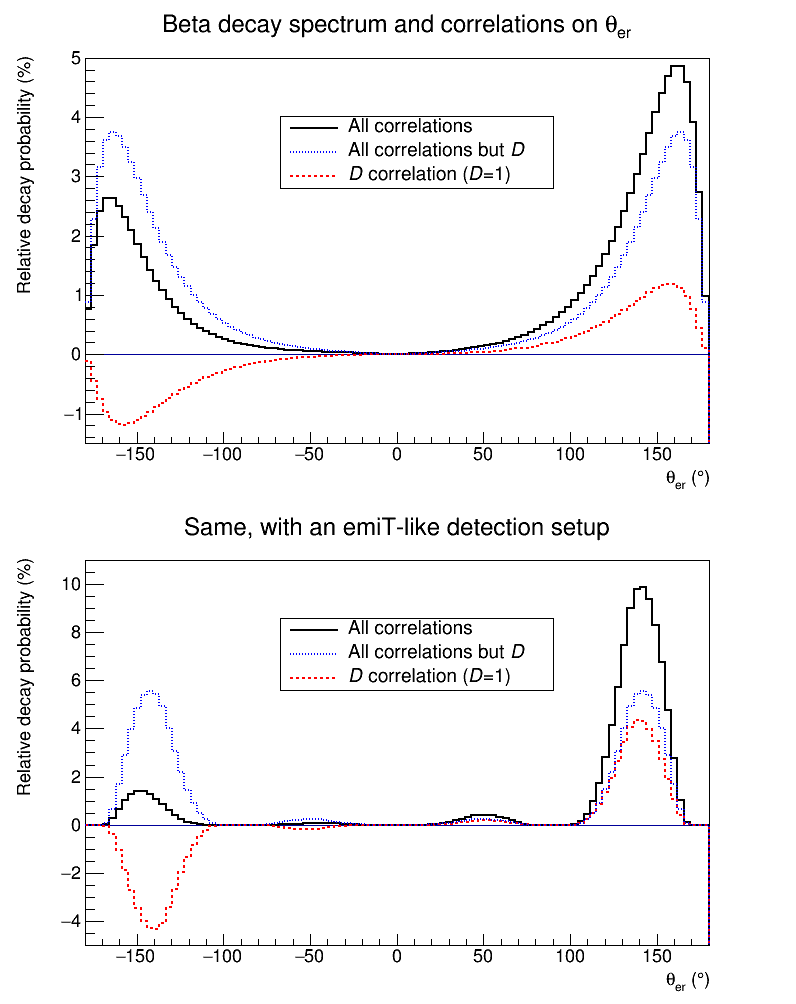 Beta decay spectrum and correlations on θer
Relative decay probability (%)
5
4
3
2
1
0
−1
All correlations
All correlations but D
D correlation (D=1)
−150 −100 −50 0 50 100 150
θer (°)
Same, with an emiT-like detection setup
Relative decay probability (%)
10
8
6
4
2
0
−2
−4
All correlations
All correlations but D
D correlation (D=1)
−150 −100 −50 0 50 100 150
θer (°)